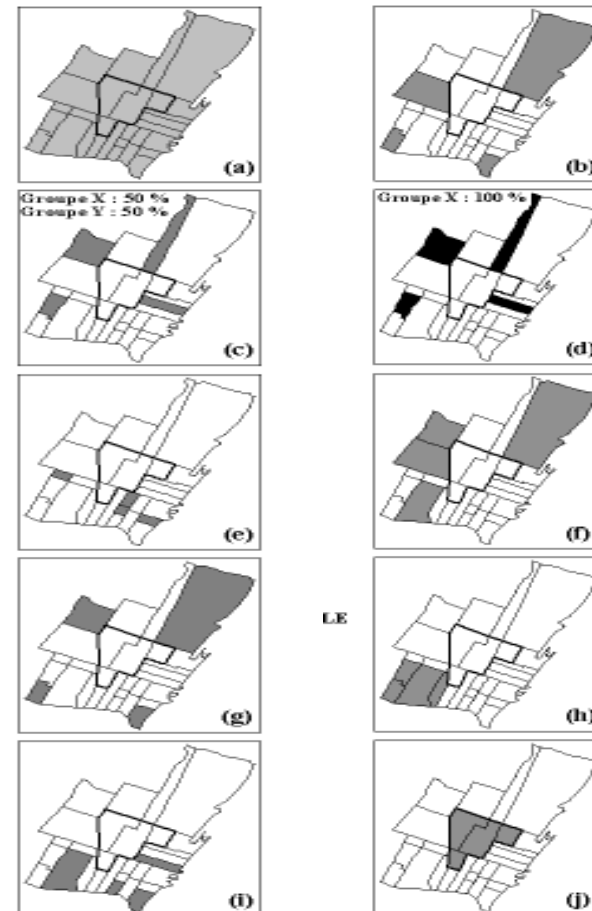 (a)
(b)
Groupe X : 50 %
Groupe Y : 50 %
(c)
Groupe X : 100 %
(d)
(e)
(f)
(g)
LE
(h)
(i)
(j)